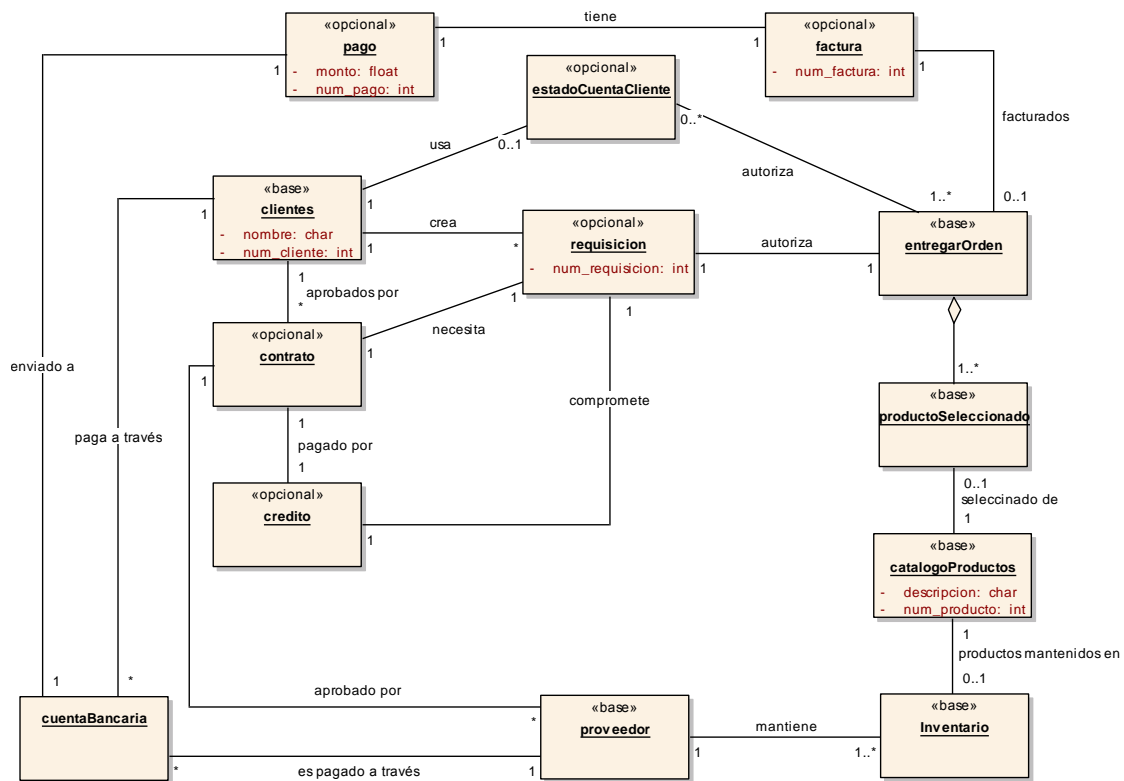 «opcional»
pago
- monto: float
- num_pago: int
1
1
tiene
1
«opcional»
factura
- num_factura: int
1
«opcional»
estadoCuentaCliente
0..1
0..*
facturados
usa
autoriza
«base»
clientes
- nombre: char
- num_cliente: int
1
1
1
1
crea
*
«opcional»
requisicion
- num_requisicion: int
1
1
1
autoriza
1
1..*
0..1
«base»
entregarOrden
aprobados por
*
«opcional»
contrato
1
1
1
necesita
enviado a
compromete
1..*
«base»
productoSeleccionado
paga a través
pagado por
1
«opcional»
credito
1
0..1
seleccinado de
1
«base»
catalogoProductos
- descripcion: char
- num_producto: int
1
productos mantenidos en
0..1
1
*
cuentaBancaria
*
aprobado por
*
«base»
proveedor
1
1
mantiene
1..*
«base»
Inventario
es pagado a través